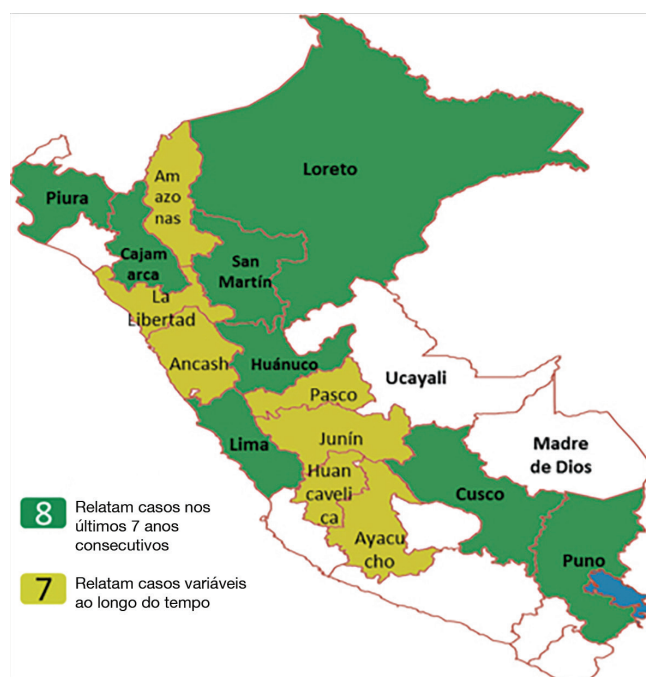 Loreto
Am
azo
nas
Piura
Cajam
arca
San
Martín
La
Libertad
Ancash
Huánuco
Ucayali
Pasco
Lima
Junín
Madre
de Dios
Huan
caveli
ca
Cusco
Ayacu
cho
Puno
8
Relatam casos nos
últimos 7 anos
consecutivos
7
Relatam casos variáveis
ao longo do tempo